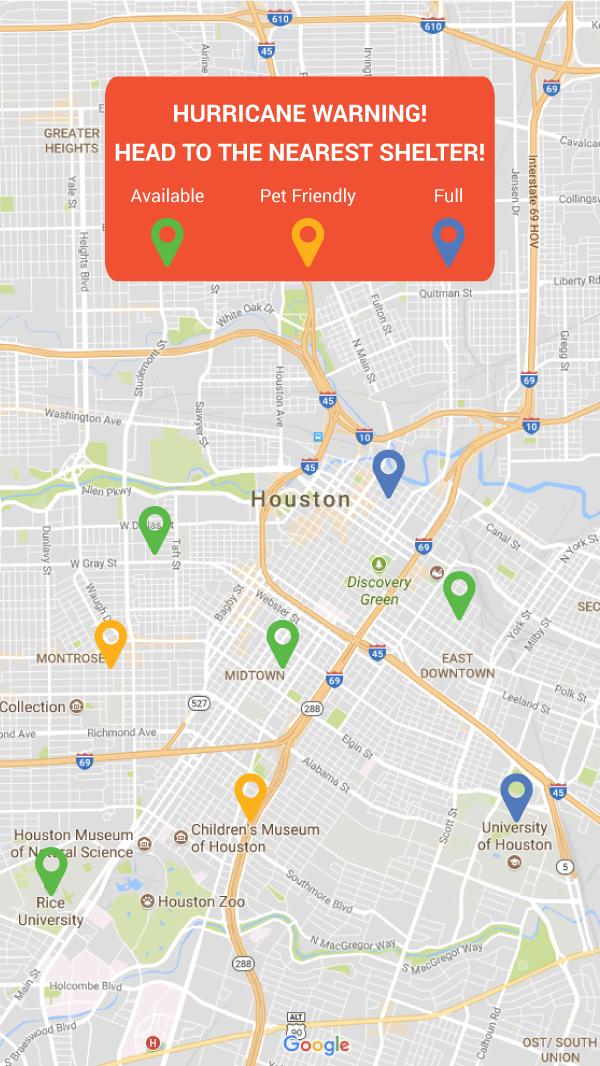 610
610
45
Airline
Irving
69
GREATER
HEIGHTS
HURRICANE WARNING!
HEAD TO THE NEAREST SHELTER!
Available
Pet Friendly
Full
Cavalcad
Interstate 69 HOV
Jensen Dr
Yale St
Collingsw
Heights Blvd
Quitman St
Liberty Rd
White Oak Dr
Fulton St
N Main St
Gregg St
Studemont St
Houston Ave
69
45
Washington Ave
Sawyer St
10
10
45
Allen Pkwy
Houston
W Dallas St
Dunlavy St
Taft St
Canal St
N York St
69
W Gray St
Discovery
Green
Waugh D
Bagby St
Webster St
York St
Milby St
SEC
45
MONTROSE
MIDTOWN
EAST
DOWNTOWN
69
Polk St
Leeland St
Collection
527
288
ond Ave
Richmond Ave
Elgin St
69
Alabama St
45
Scott St
Houston Museum
of Natural Science
Children's Museum
of Houston
University
of Houston
5
Rice
University
Houston Zoo
Southmore Blvd
N MacGregor Way
S MacGregor Way
288
Main St
Holcombe Blvd
S Braeswood Blvd
H
ALT
90
Google
Calhoun Rd
OST/ SOUTH
UNION